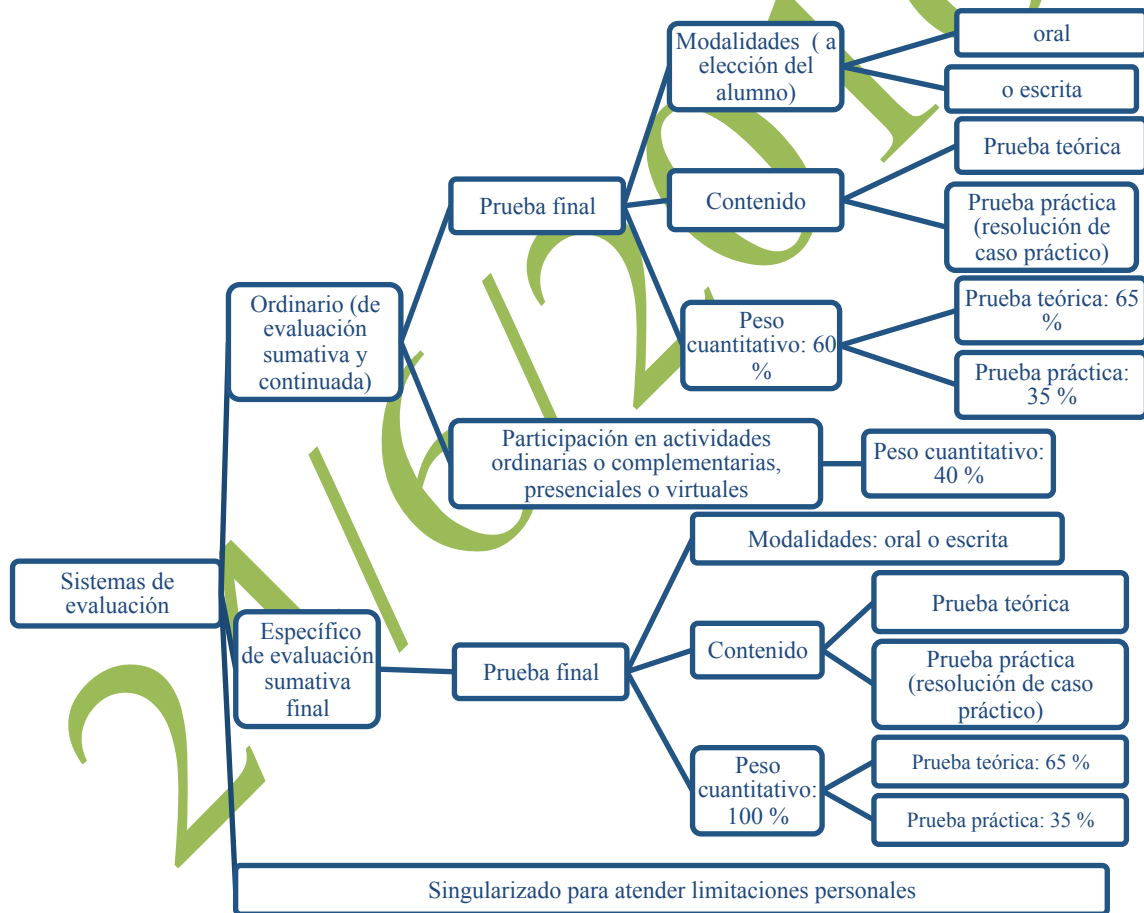 Modalidades ( a
elección del
alumno)
oral
o escrita
Prueba final
Contenido
Prueba teórica
Prueba práctica
(resolución de
caso práctico)
Peso
cuantitativo: 60
%
Prueba teórica: 65
%
Prueba práctica:
35 %
Ordinario (de
evaluación
sumativa y
continuada)
Participación en actividades
ordinarias o complementarias,
presenciales o virtuales
Peso cuantitativo:
40 %
Sistemas de
evaluación
Específico
de evaluación
sumativa
final
Prueba final
Modalidades: oral o escrita
Contenido
Prueba teórica
Prueba práctica
(resolución de caso
práctico)
Peso
cuantitativo:
100 %
Prueba teórica: 65 %
Prueba práctica: 35 %
Singularizado para atender limitaciones personales